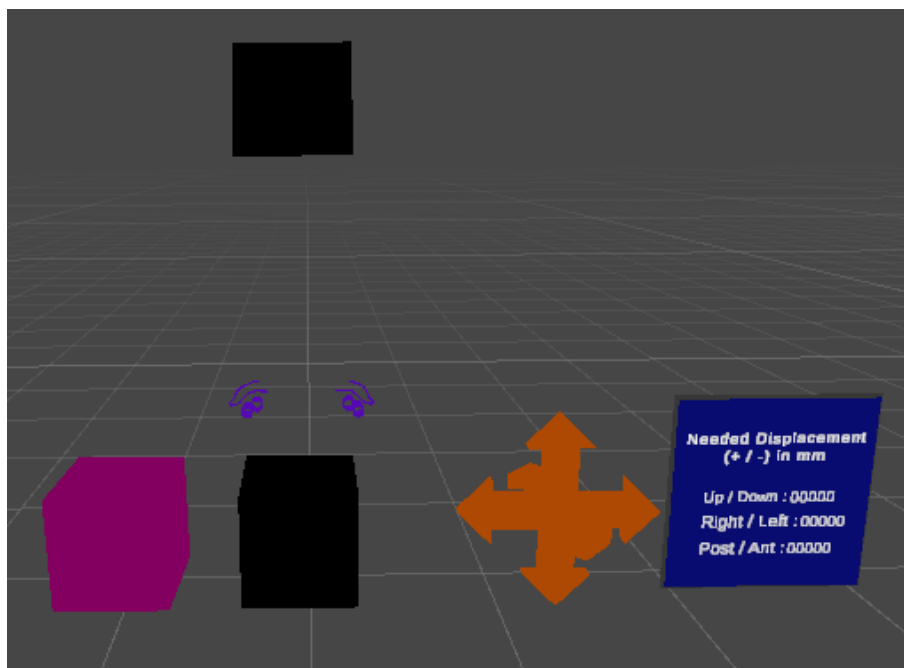 Needed Displacement
(+ / -) in mm
Up / Down : 00000
Right / Left : 00000
Post / Ant : 00000